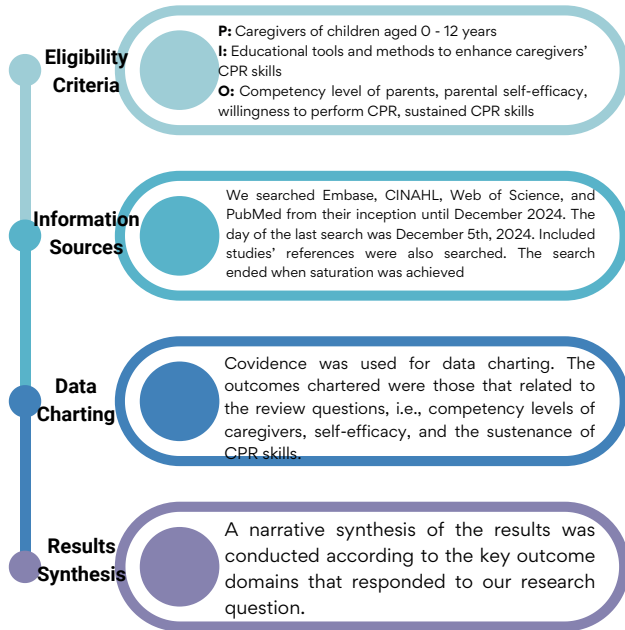 Eligibility
Criteria
P: Caregivers of children aged 0 - 12 years
I: Educational tools and methods to enhance caregivers'
CPR skills
O: Competency level of parents, parental self-efficacy,
willingness to perform CPR, sustained CPR skills
Information
Sources
We searched Embase, CINAHL, Web of Science, and
PubMed from their inception until December 2024. The
day of the last search was December 5th, 2024. Included
studies' references were also searched. The search
ended when saturation was achieved
Data
Charting
Covidence was used for data charting. The
outcomes chartered were those that related to
the review questions, i.e., competency levels of
caregivers, self-efficacy, and the sustenance of
CPR skills.
Results
Synthesis
A narrative synthesis of the results was
conducted according to the key outcome
domains that responded to our research
question.